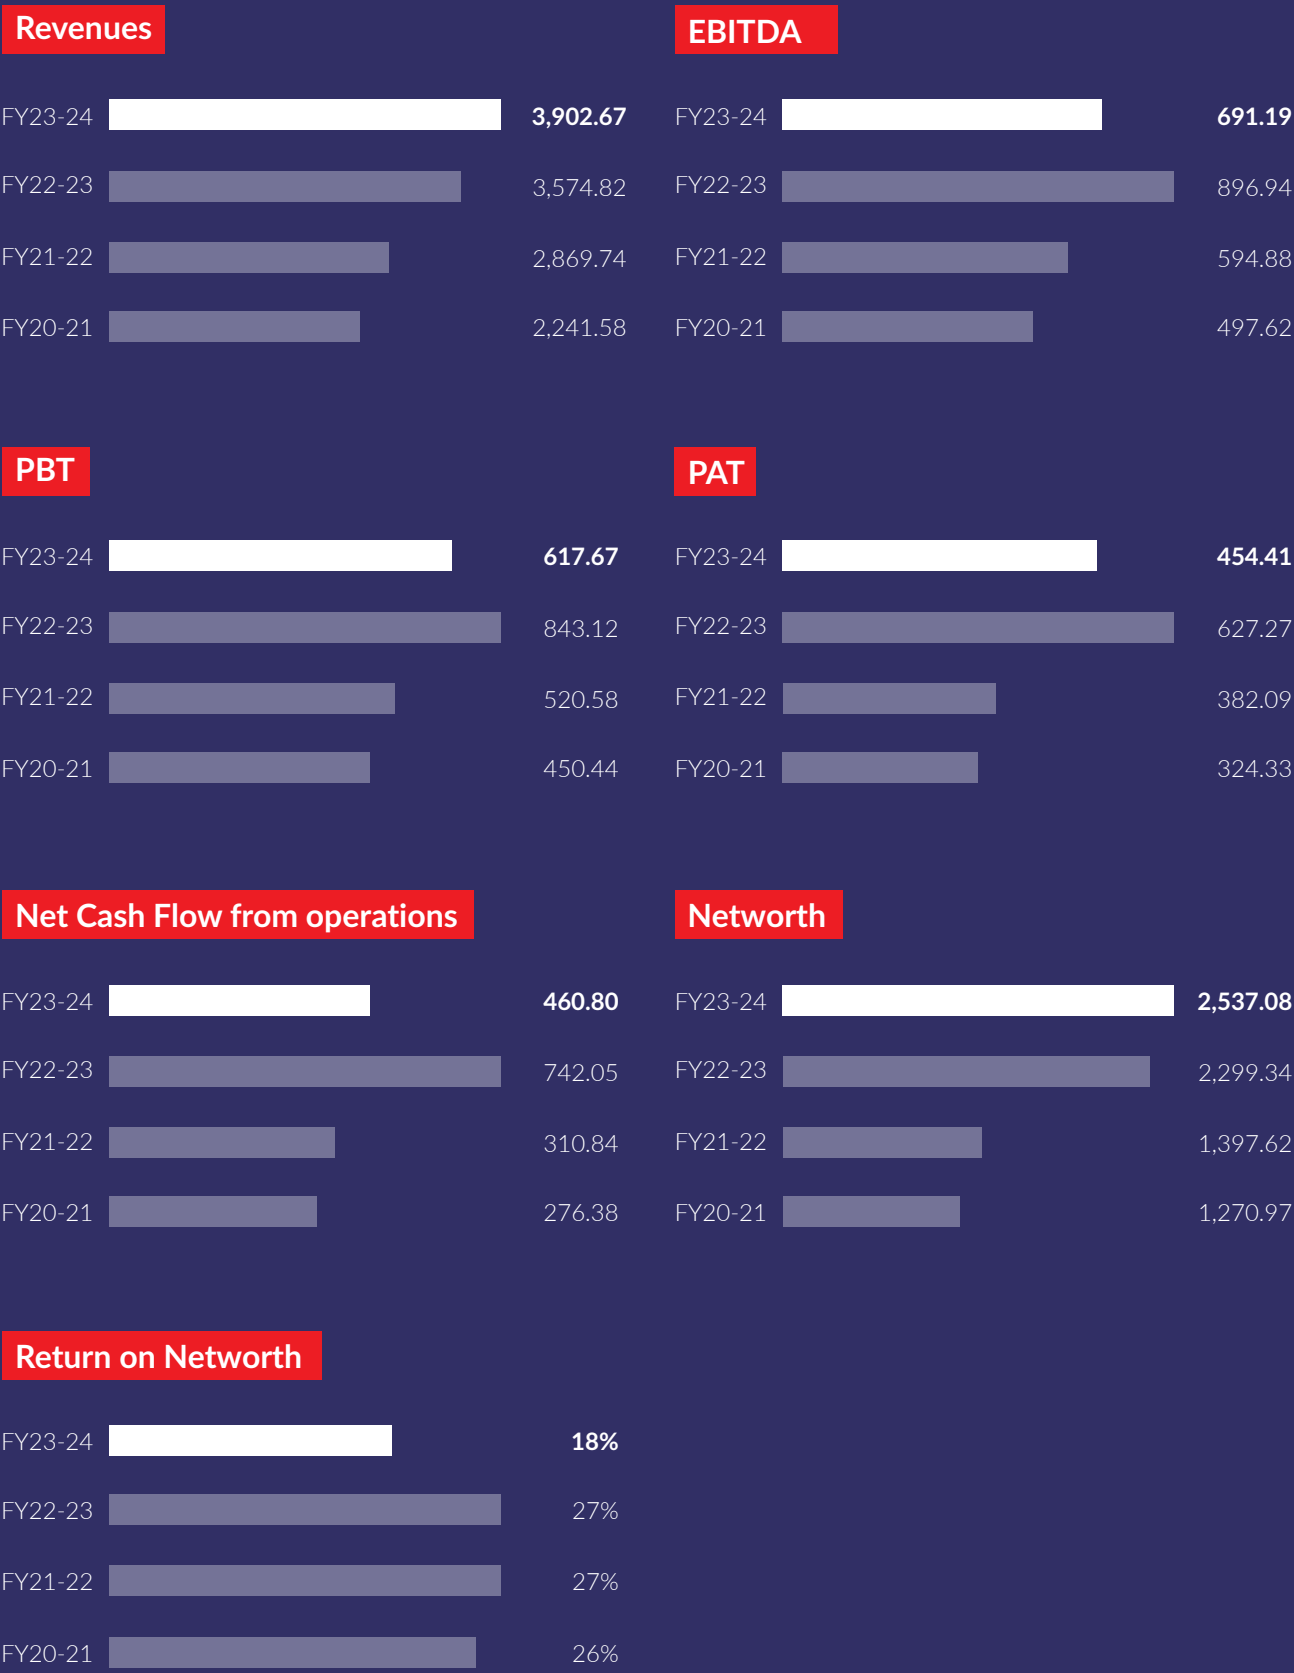 Revenues
FY23-24 3,902.67
FY22-23 3,574.82
FY21-22 2,869.74
FY20-21 2,241.58
EBITDA
FY23-24 691.19
FY22-23 896.94
FY21-22 594.88
FY20-21 497.62
PBT
FY23-24 617.67
FY22-23 843.12
FY21-22 520.58
FY20-21 450.44
PAT
FY23-24 454.41
FY22-23 627.27
FY21-22 382.09
FY20-21 324.33
Net Cash Flow from operations
FY23-24 460.80
FY22-23 742.05
FY21-22 310.84
FY20-21 276.38
Networth
FY23-24 2,537.08
FY22-23 2,299.34
FY21-22 1,397.62
FY20-21 1,270.97
Return on Networth
FY23-24 18%
FY22-23 27%
FY21-22 27%
FY20-21 26%